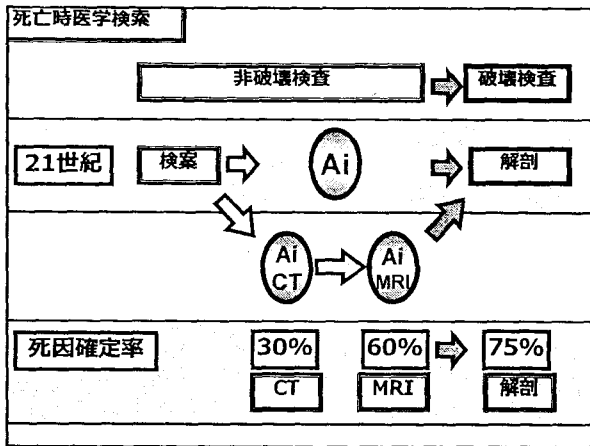 死亡時医学検索
非破壊検査
破壊検査
21世紀
検案
Ai
解剖
Ai
CT
Ai
MRI
死因確定率
30%
60%
75%
CT
MRI
解剖